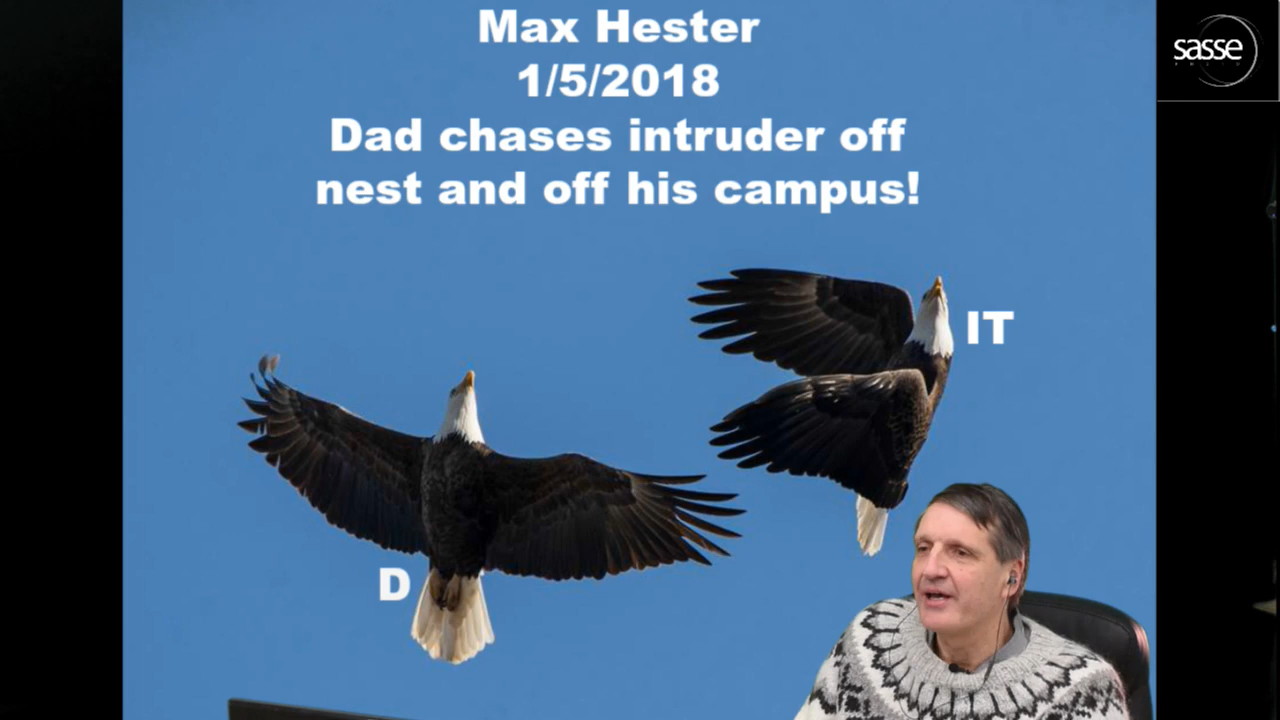 Max Hester
1/5/2018
Dad chases intruder off
nest and off his campus!
IT
D
sasse